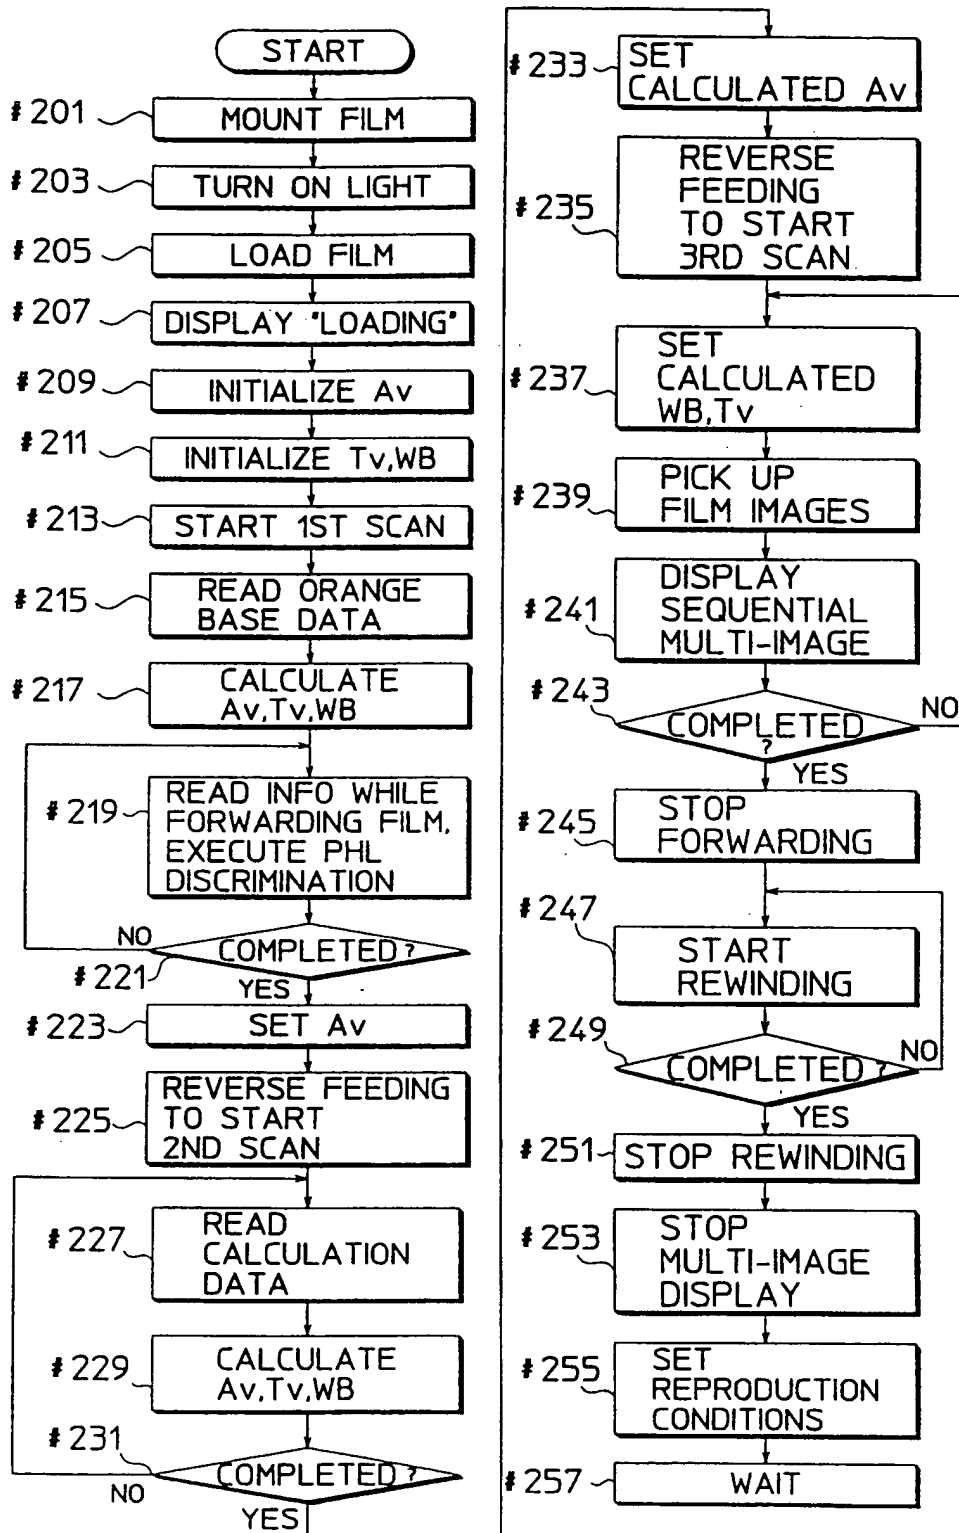 START
#201
MOUNT FILM
#203
TURN ON LIGHT
#205
LOAD FILM
#207
DISPLAY "LOADING"
#209
INITIALIZE Av
#211
INITIALIZE Tv,WB
#213
START 1ST SCAN
#215
READ ORANGE
BASE DATA
#217
CALCULATE
Av,Tv,WB
#219
READ INFO WHILE
FORWARDING FILM,
EXECUTE PHL
DISCRIMINATION
NO
COMPLETED ?
#221
YES
#223
SET Av
#225
REVERSE FEEDING
TO START
2ND SCAN
#227
READ
CALCULATION
DATA
#229
CALCULATE
Av,Tv,WB
#231
COMPLETED ?
NO
YES
#233
SET
CALCULATED Av
#235
REVERSE
FEEDING
TO START
3RD SCAN
#237
SET
CALCULATED
WB,Tv
#239
PICK UP
FILM IMAGES
#241
DISPLAY
SEQUENTIAL
MULTI-IMAGE
#243
COMPLETED
?
NO
YES
#245
STOP
FORWARDING
#247
START
REWINDING
#249
COMPLETED ?
NO
YES
#251
STOP REWINDING
#253
STOP
MULTI-IMAGE
DISPLAY
#255
SET
REPRODUCTION
CONDITIONS
#257
WAIT